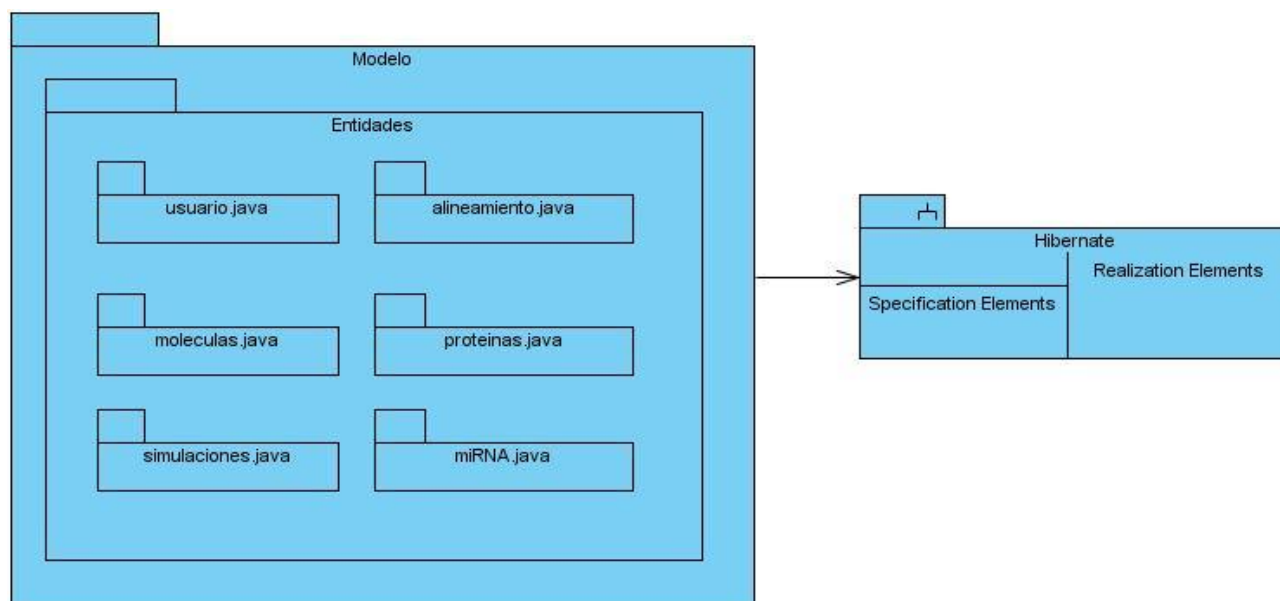 Modelo
Entidades
usuario.java
alineamiento.java
moleculas.java
proteinas.java
simulaciones.java
miRNA.java
Hibernate
Realization Elements
Specification Elements